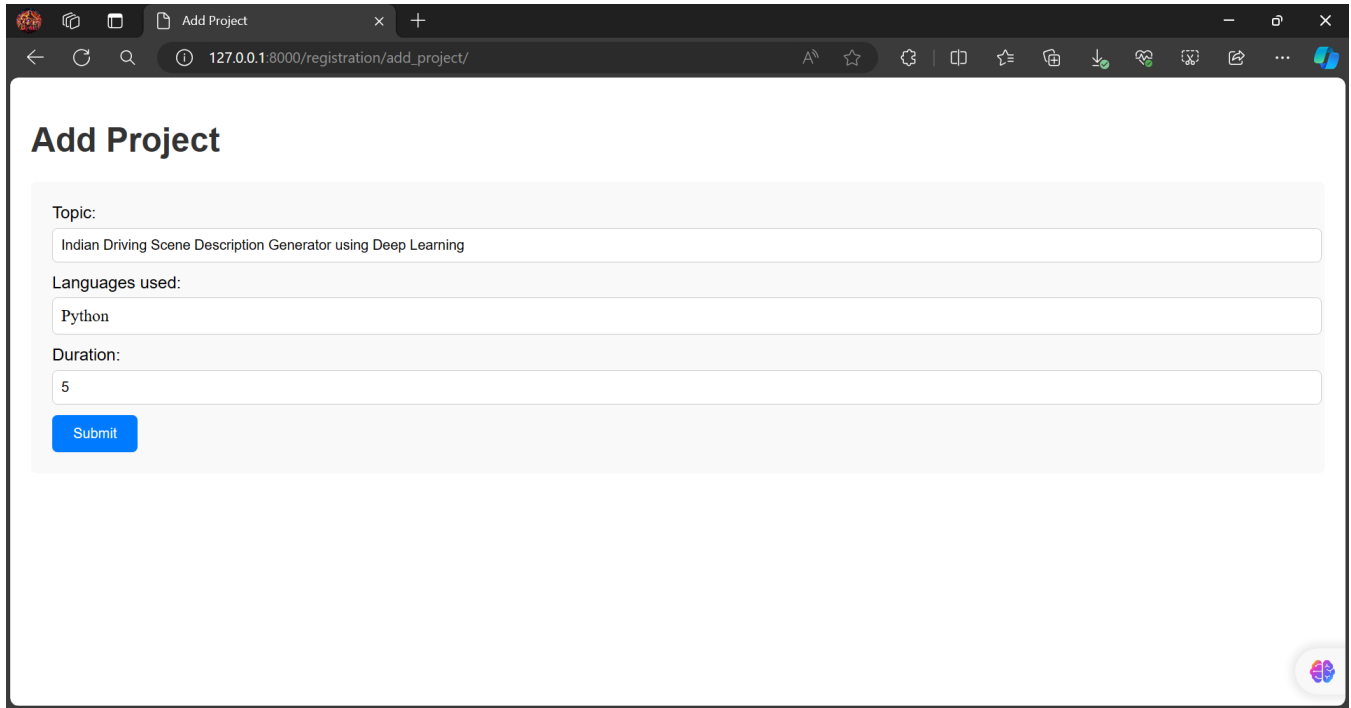 Add Project
127.0.0.1:8000/registration/add_project/
Add Project
Topic:
Indian Driving Scene Description Generator using Deep Learning
Languages used:
Python
Duration:
5
Submit